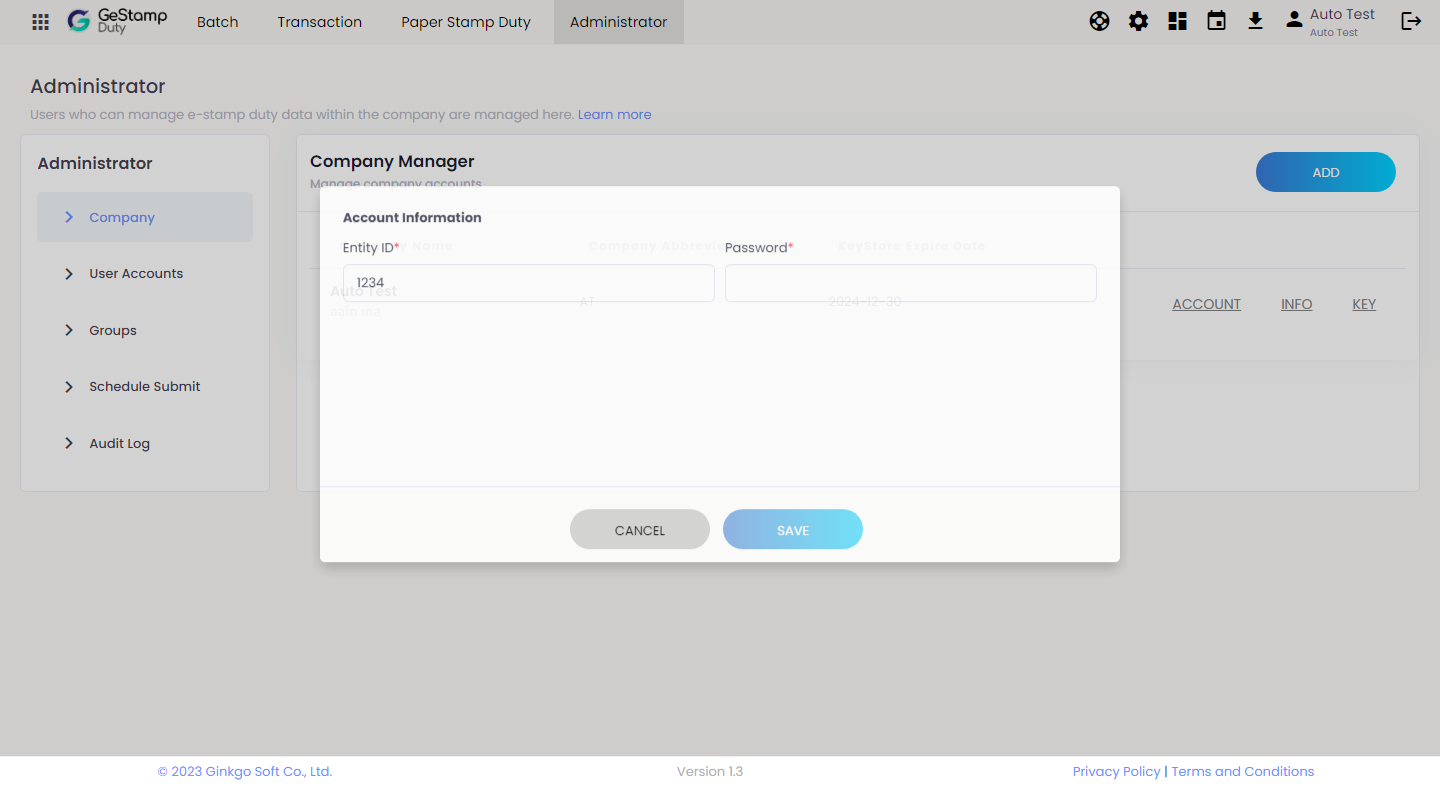 GeStamp
Duty
Batch
Transaction
Paper Stamp Duty
Administrator
Auto Test
Auto Test
Administrator
Users who can manage e-stamp duty data within the company are managed here. Learn more
Administrator
Company
User Accounts
Groups
Schedule Submit
Audit Log
Company Manager
Manage company accounts
ADD
Account Information
Entity ID*
Password*
Name
Company
KeyStore Expire Date
1234
Auto Test
AT
2024-12-30
ACCOUNT
INFO
KEY
CANCEL
SAVE
© 2023 Ginkgo Soft Co., Ltd.
Version 1.3
Privacy Policy | Terms and Conditions